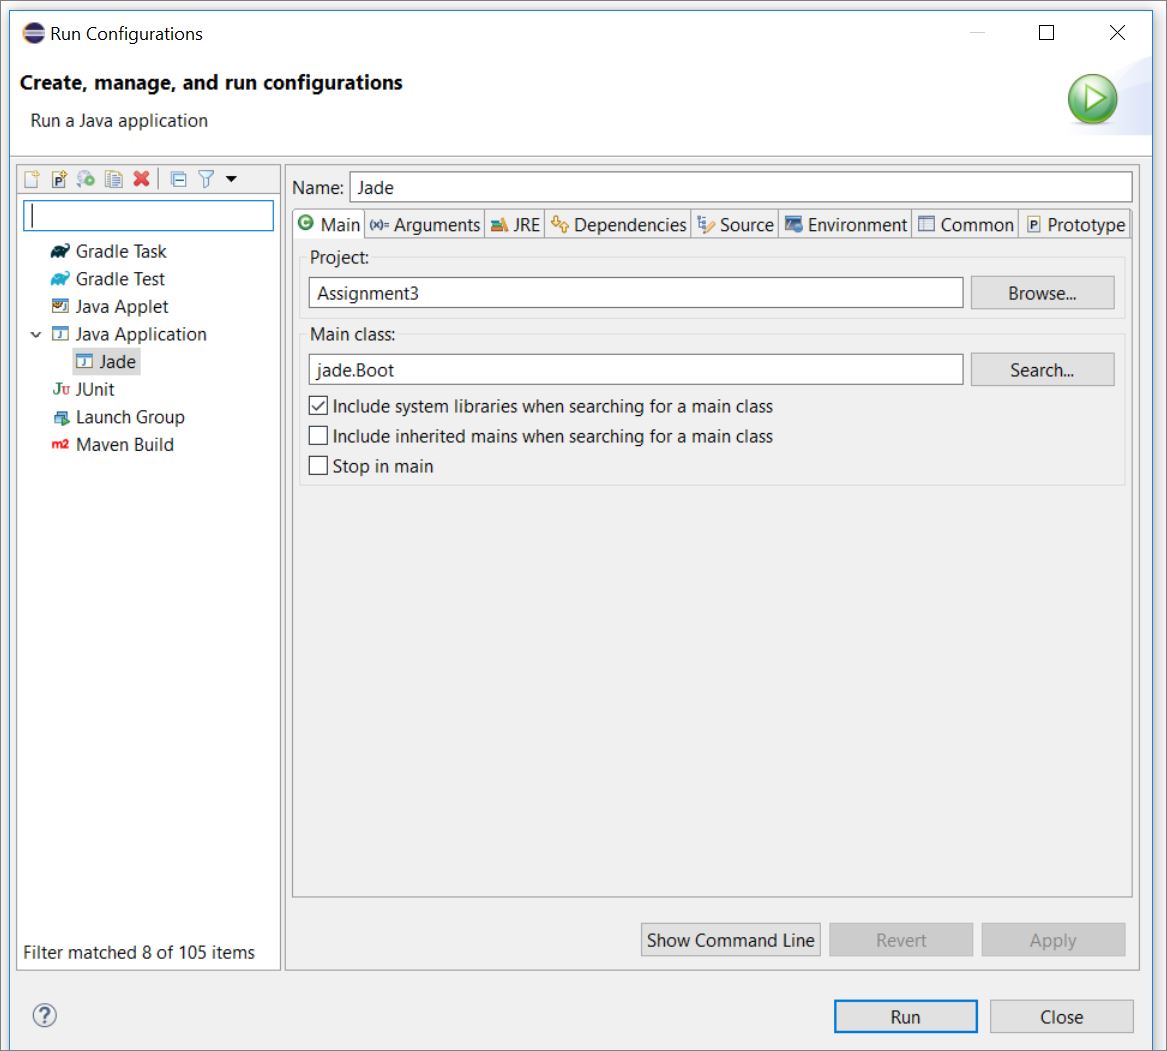 Run Configurations
Create, manage, and run configurations
Run a Java application
Gradle Task
Gradle Test
Java Applet
Java Application
Jade
JUnit
Launch Group
Maven Build
Filter matched 8 of 105 items
Name: Jade
Main (x)= Arguments JRE Dependencies Source Environment Common Prototype
Project:
Assignment3 Browse...
Main class:
jade.Boot Search...
Include system libraries when searching for a main class
Include inherited mains when searching for a main class
Stop in main
Show Command Line Revert Apply
Run Close